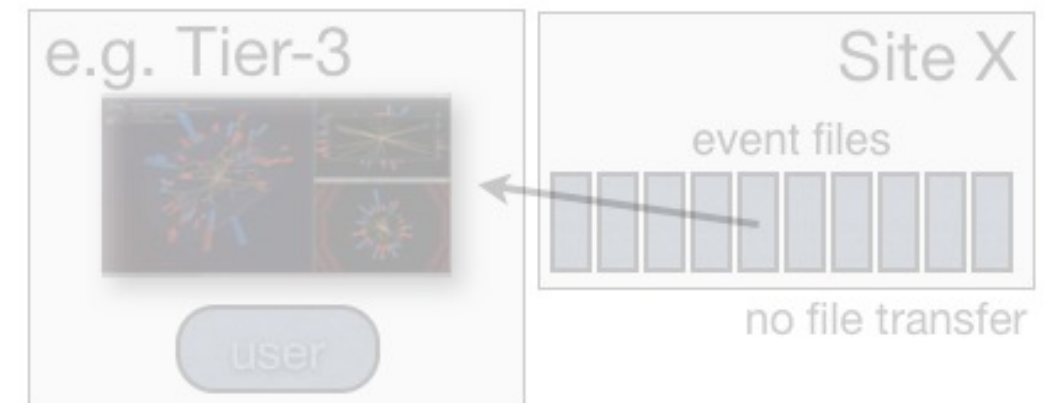 e.g. Tier-3
Site X
event files
no file transfer
user